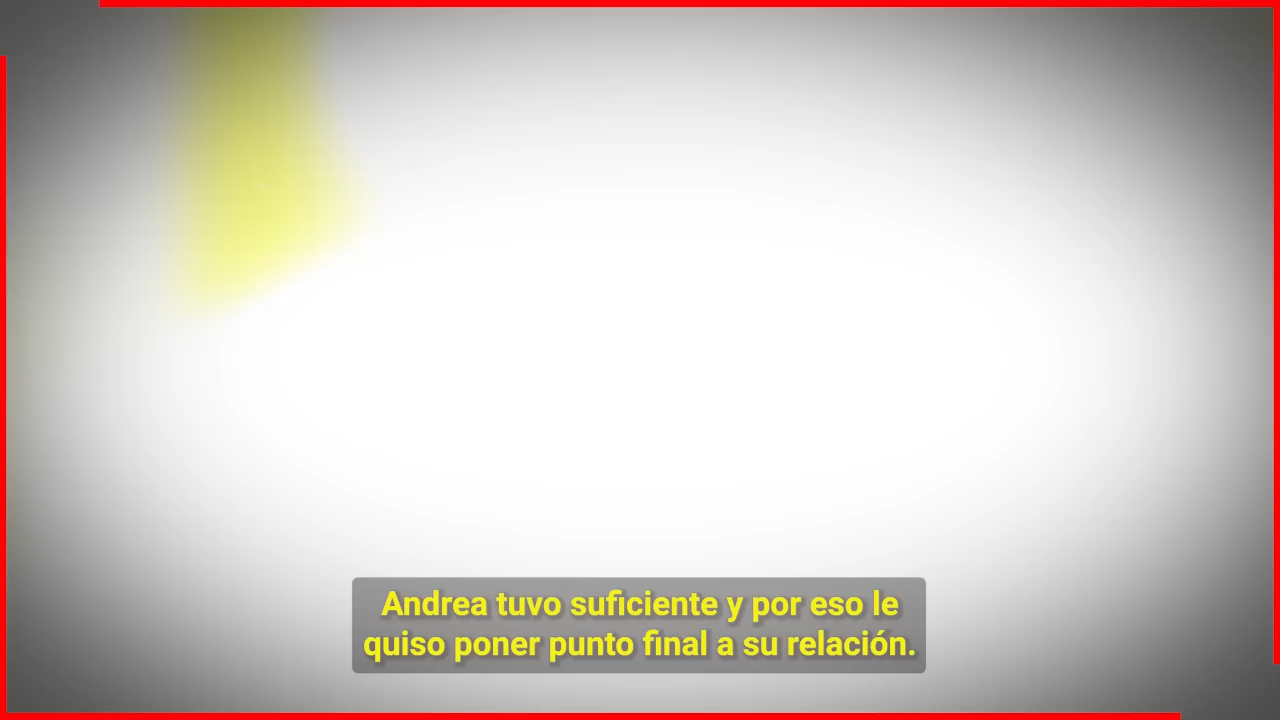 Andrea tuvo suficiente y por eso le
quiso poner punto final a su relación.